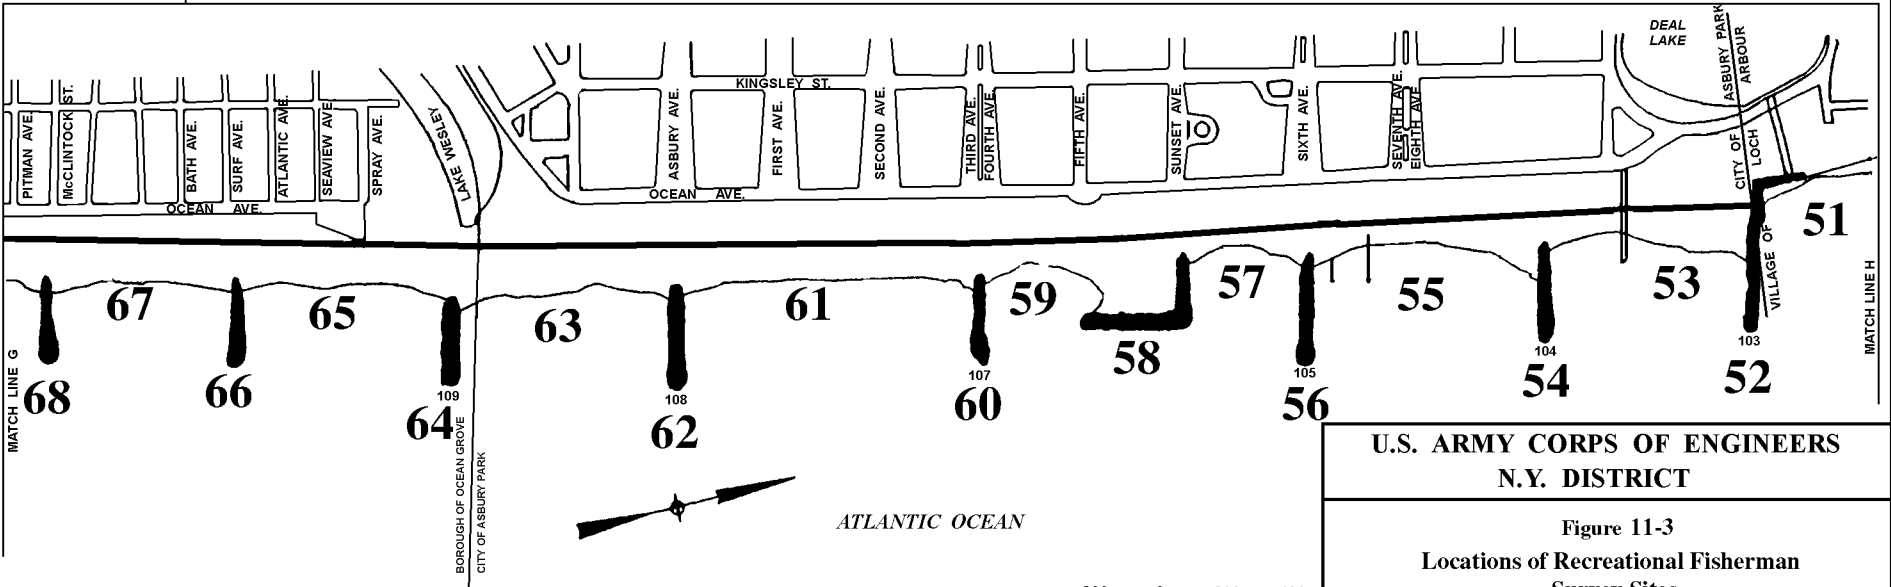 DEAL
LAKE
CITY OF ASBURY PARK
VILLAGE OF LOCH ARBOUR
KINGSLEY ST.
PITMAN AVE.
McCLINTOCK ST.
BATH AVE.
SURF AVE.
ATLANTIC AVE.
SEAVIEW AVE
SPRAY AVE.
LAKE WESLEY
ASBURY AVE.
FIRST AVE.
SECOND AVE.
THIRD AVE.
FOURTH AVE.
FIFTH AVE.
SUNSET AVE.
SIXTH AVE.
SEVENTH AVE.
EIGHTH AVE.
OCEAN AVE.
OCEAN AVE.
51
67
65
63
61
59
57
55
53
58
103
104
105
107
108
109
68
66
64
62
60
56
54
52
MATCH LINE G
MATCH LINE H
BOROUGH OF OCEAN GROVE
CITY OF ASBURY PARK
ATLANTIC OCEAN
U.S. ARMY CORPS OF ENGINEERS
N.Y. DISTRICT
Figure 11-3
Locations of Recreational Fisherman